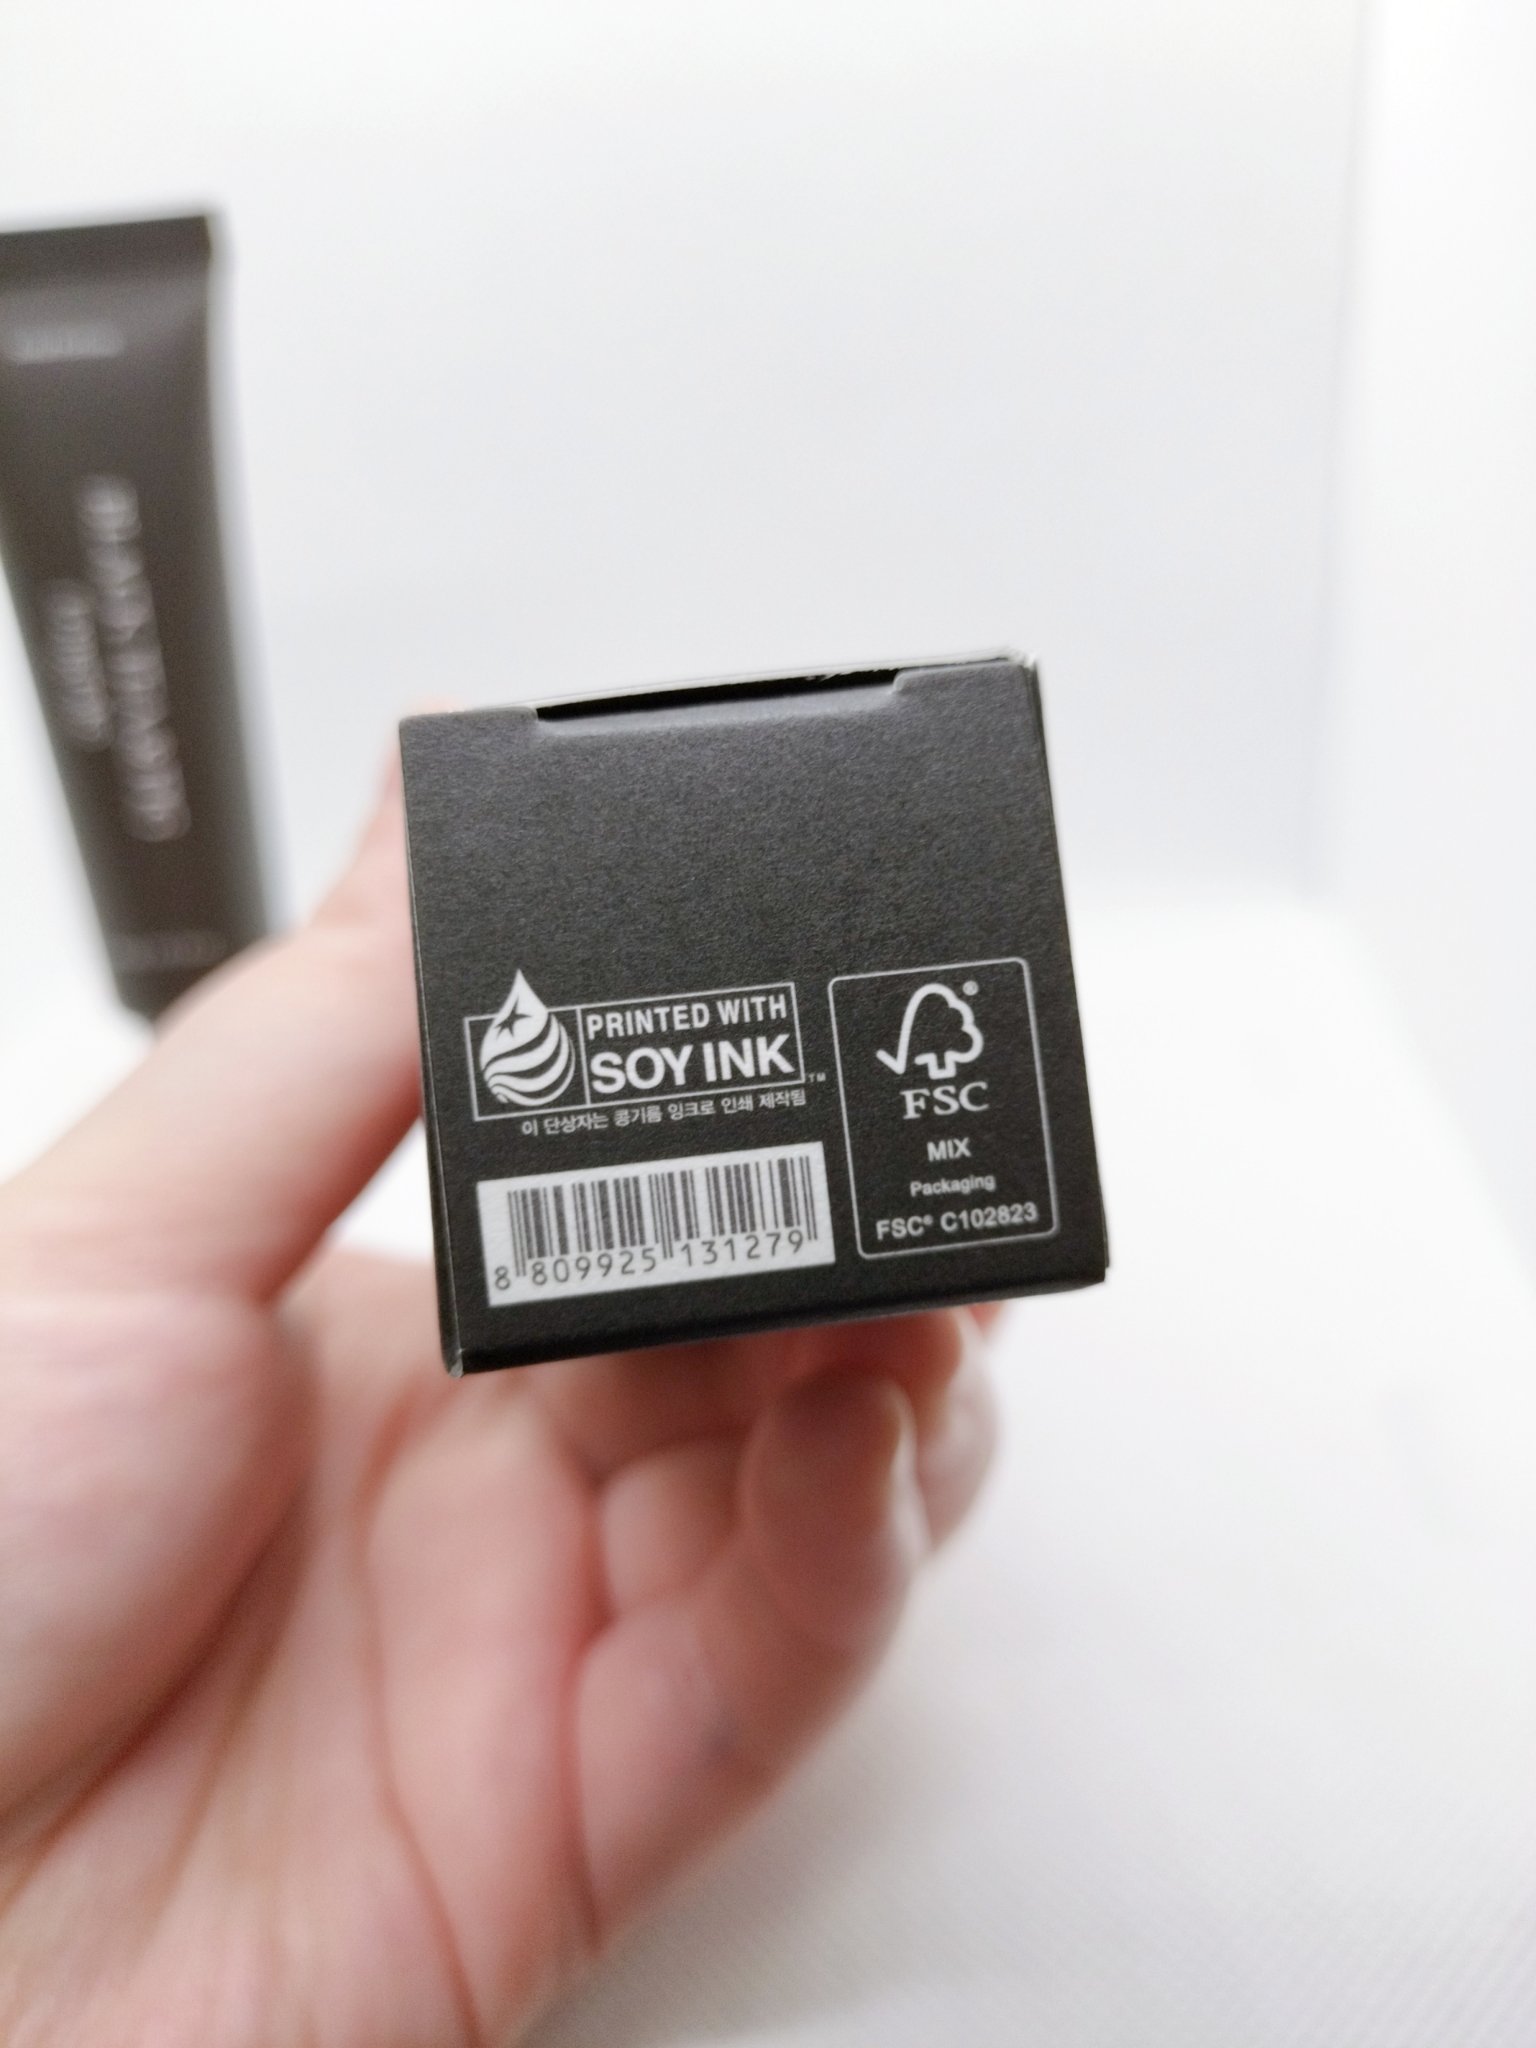 PRINTED WITH
SOY INK™
이 단상자는 콩기름 잉크로 인쇄 제작됨
8 809925 131279
®
FSC
MIX
Packaging
FSC® C102823